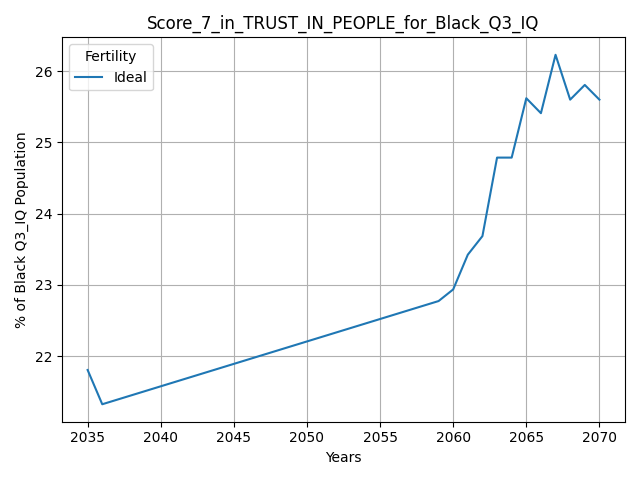 Score_7_in_TRUST_IN_PEOPLE_for_Black_Q3_IQ
Fertility
Ideal
% of Black Q3_IQ Population
26
25
24
23
22
2035 2040 2045 2050 2055 2060 2065 2070
Years